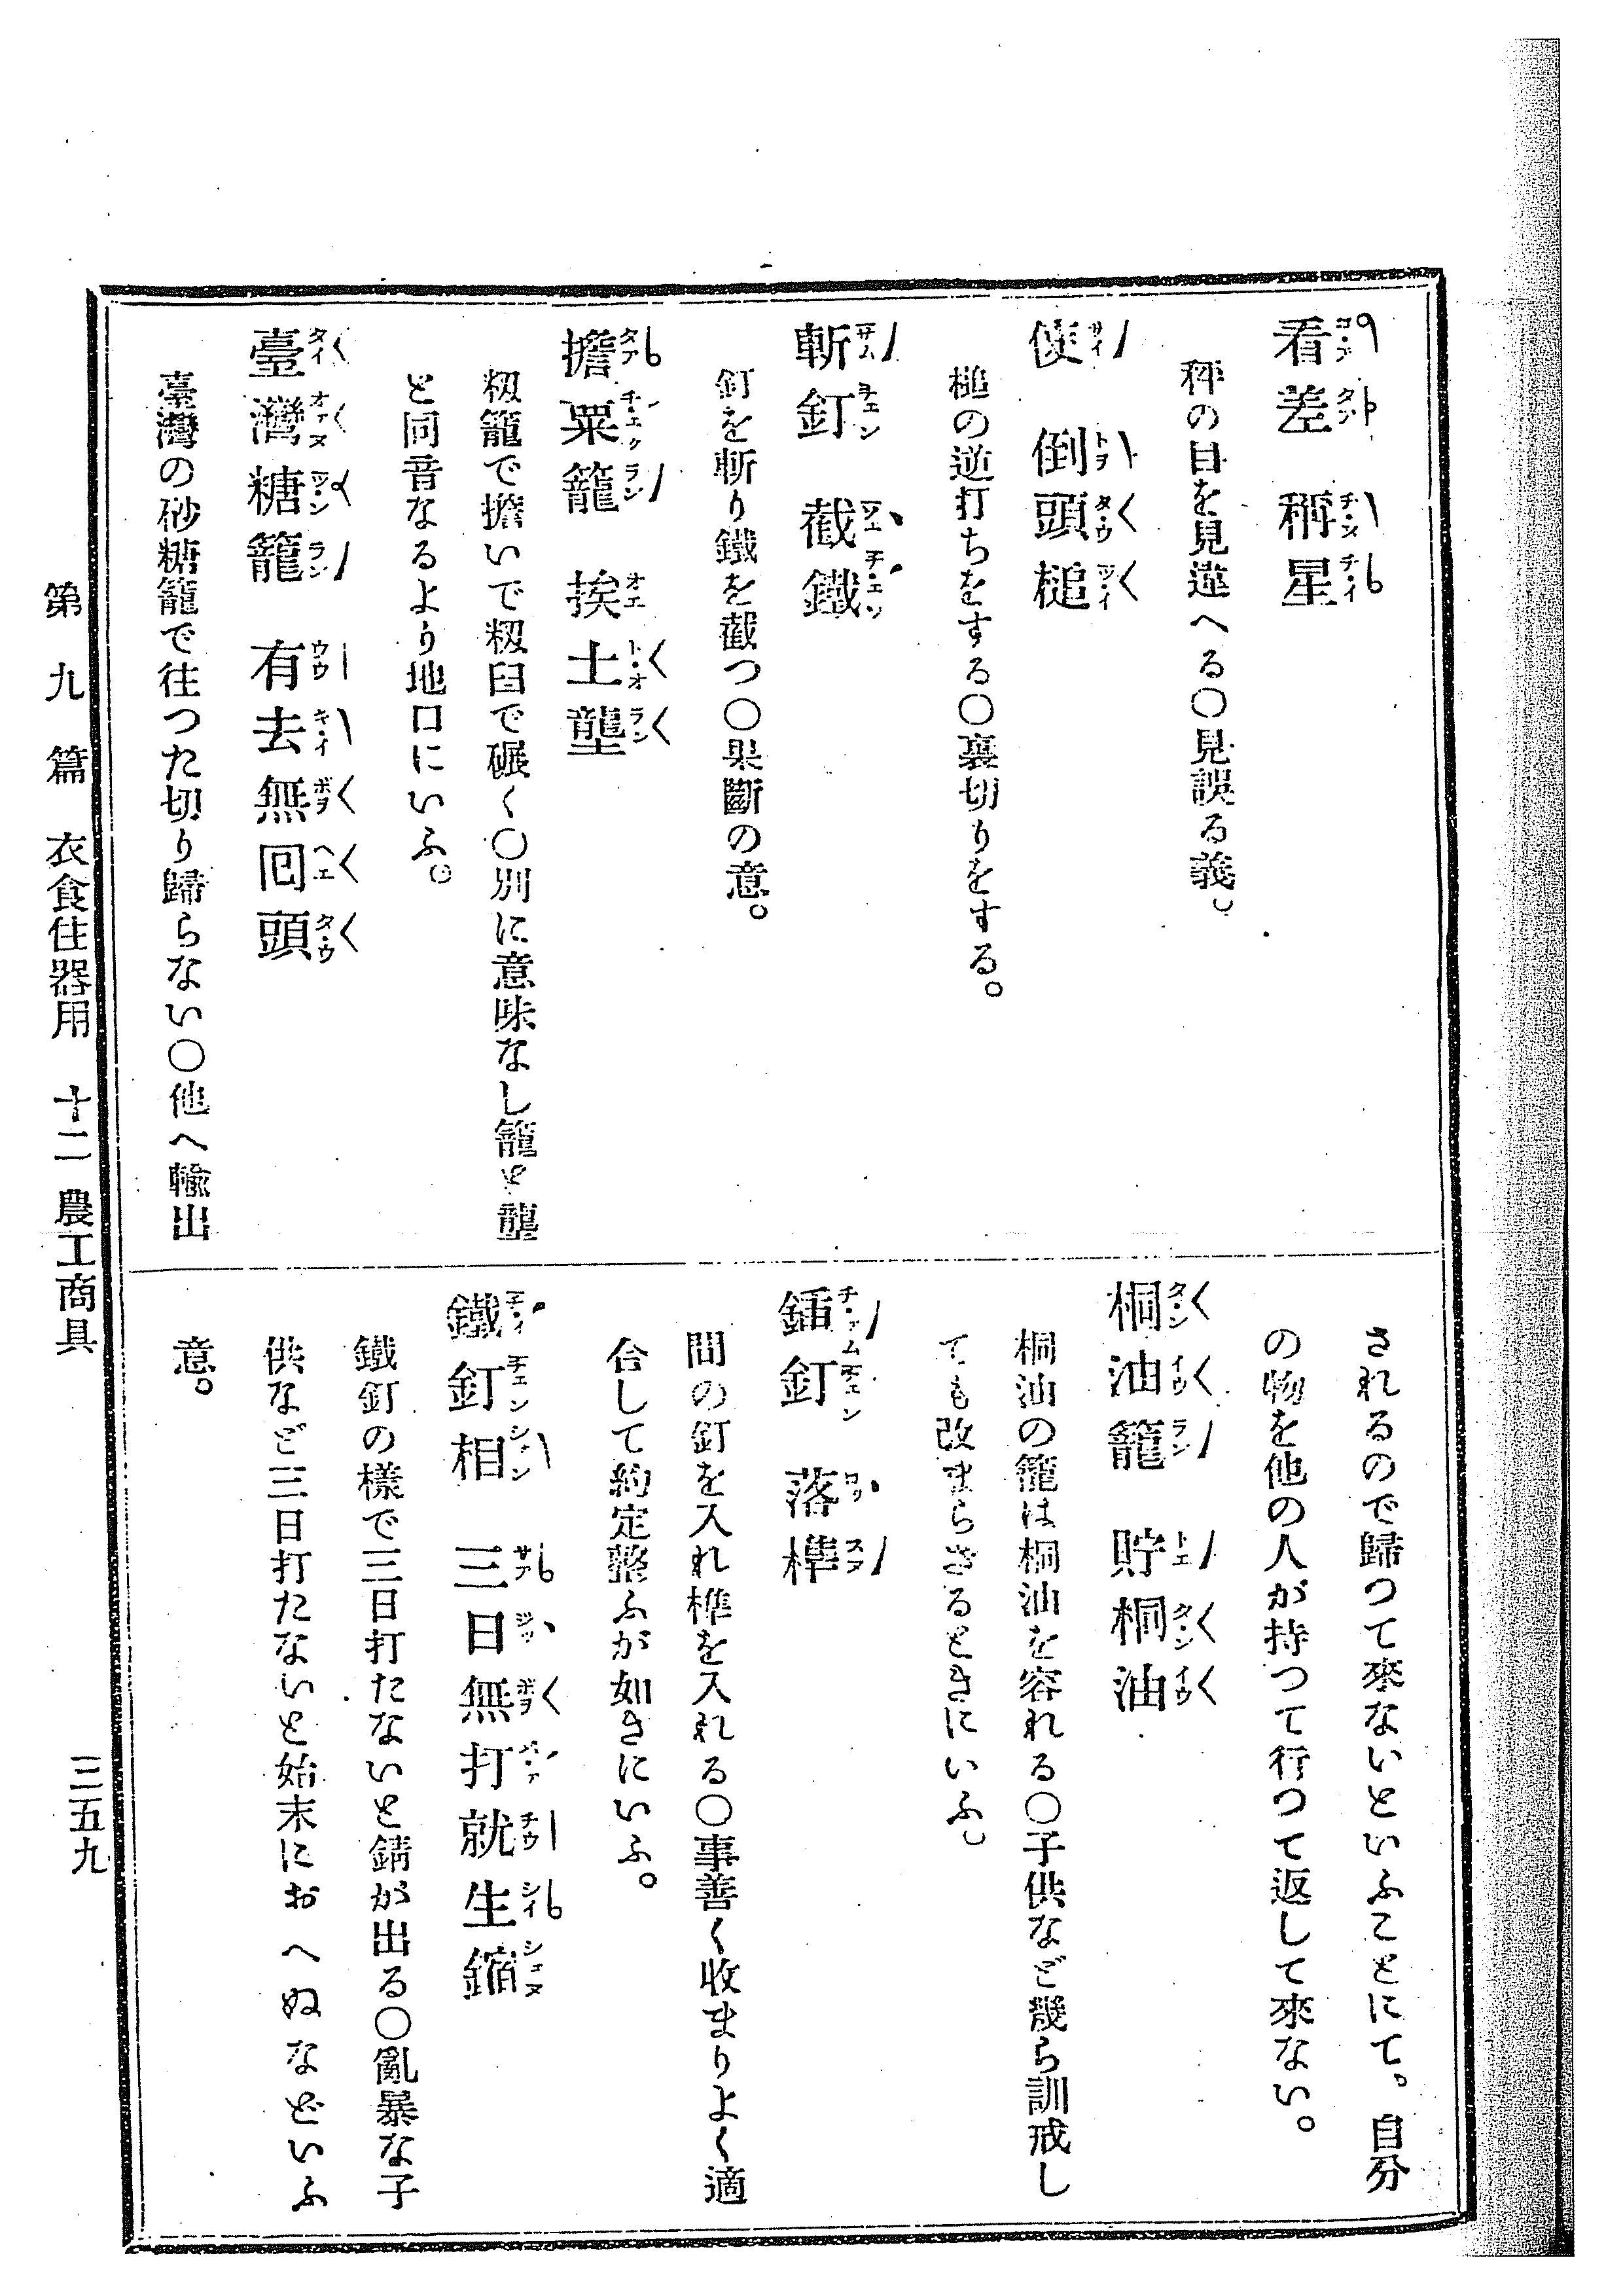 看差 稱星
秤の目を見違へる〇見誤る義。
使 倒頭槌
槌の逆打ちをする〇裏切りをする。
斬釘 截鐵
釘を斬り鐵を截つ〇果斷の意。
擔粟籠 挨土壟
籾籠で擔いで籾臼で碾く〇別に意味なし籠と壟
と同音なるより地口にいふ。
臺灣糖籠 有去無囘頭
臺灣の砂糖籠で往つた切り歸らない〇他へ輸出
されるので歸つて來ないといふことにて。自分
の物を他の人が持つて行つて返して來ない。
桐油籠 貯桐油
桐油の籠は桐油を容れる〇子供など幾ら訓戒し
ても改まらざるときにいふ。
鍤釘 落榫
間の釘を入れ榫を入れる〇事善く收まりよく適
合して約定整ふが如きにいふ。
鐵釘相 三日無打就生鏥
鐵釘の樣で三日打たないと錆が出る〇亂暴な子
供など三日打たないと始末におへぬなどいふ
意。
第九篇 衣食住器用 十二 農工商具 三五九